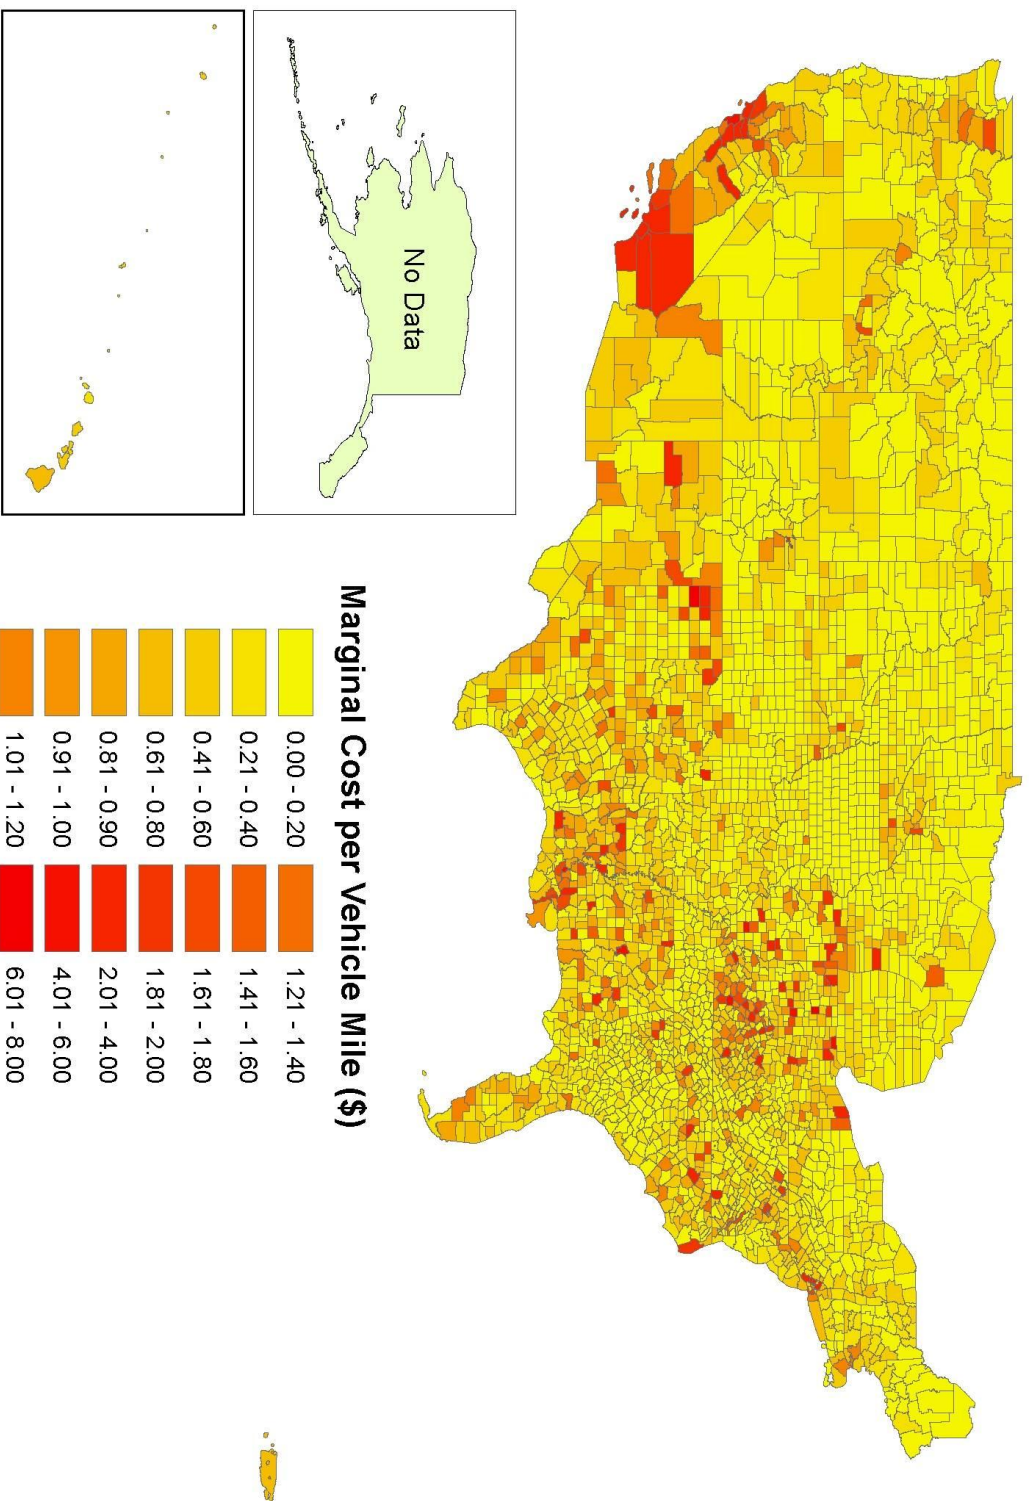 No Data
Marginal Cost per Vehicle Mile ($)
0.00 - 0.20
0.21 - 0.40
0.41 - 0.60
0.61 - 0.80
0.81 - 0.90
0.91 - 1.00
1.01 - 1.20
1.21 - 1.40
1.41 - 1.60
1.61 - 1.80
1.81 - 2.00
2.01 - 4.00
4.01 - 6.00
6.01 - 8.00